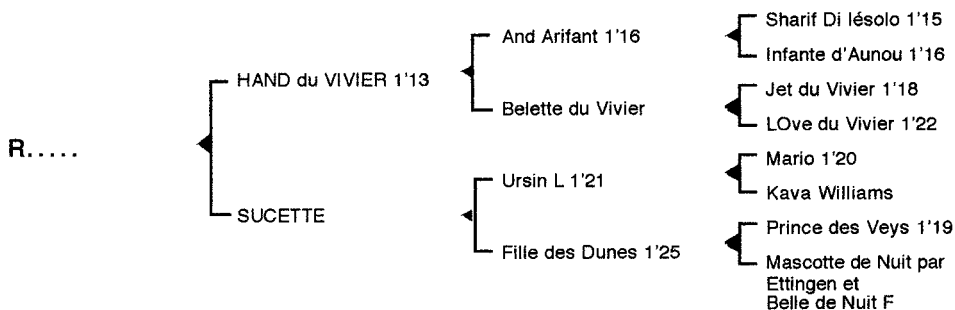 Sharif Di Iésolo 1'15
And Arifant 1'16
Infante d'Aunou 1'16
HAND du VIVIER 1'13
Jet du Vivier 1'18
Belette du Vivier
LOve du Vivier 1'22
R.....
Mario 1'20
Ursin L 1'21
Kava Williams
SUCETTE
Prince des Veys 1'19
Fille des Dunes 1'25
Mascotte de Nuit par
Ettingen et
Belle de Nuit F